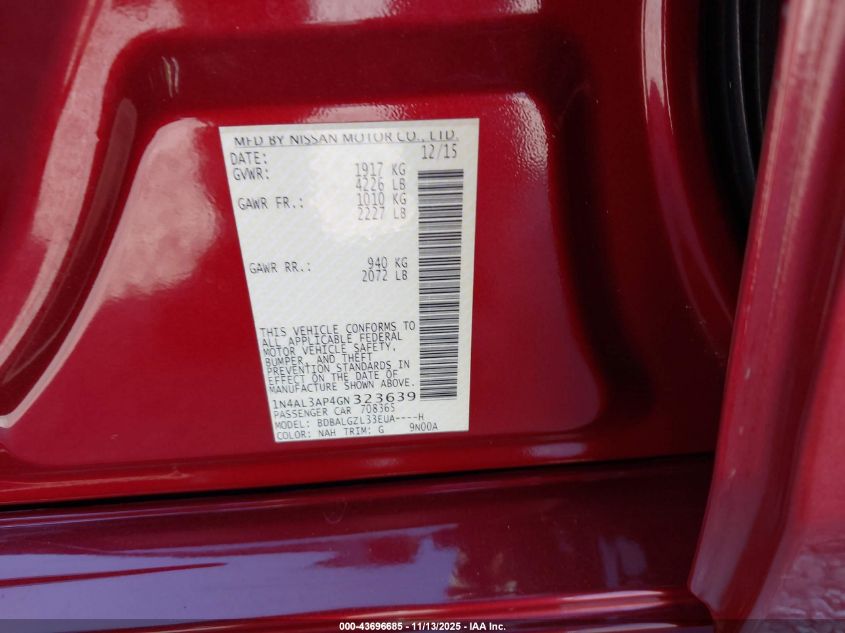 MFD BY NISSAN MOTOR CO., LTD.
DATE: 12/15
GVWR: 1917 KG
4226 LB
GAWR FR.: 1010 KG
2227 LB
GAWR RR.: 940 KG
2072 LB
THIS VEHICLE CONFORMS TO
ALL APPLICABLE FEDERAL
MOTOR VEHICLE SAFETY,
BUMPER, AND THEFT
PREVENTION STANDARDS IN
EFFECT ON THE DATE OF
MANUFACTURE SHOWN ABOVE.
1N4AL3AP4GN323639
PASSENGER CAR 708365
MODEL: BDBALGZL33EUA----H
COLOR: NAH TRIM: G 9N00A
000-43696685 - 11/13/2025 - IAA Inc.